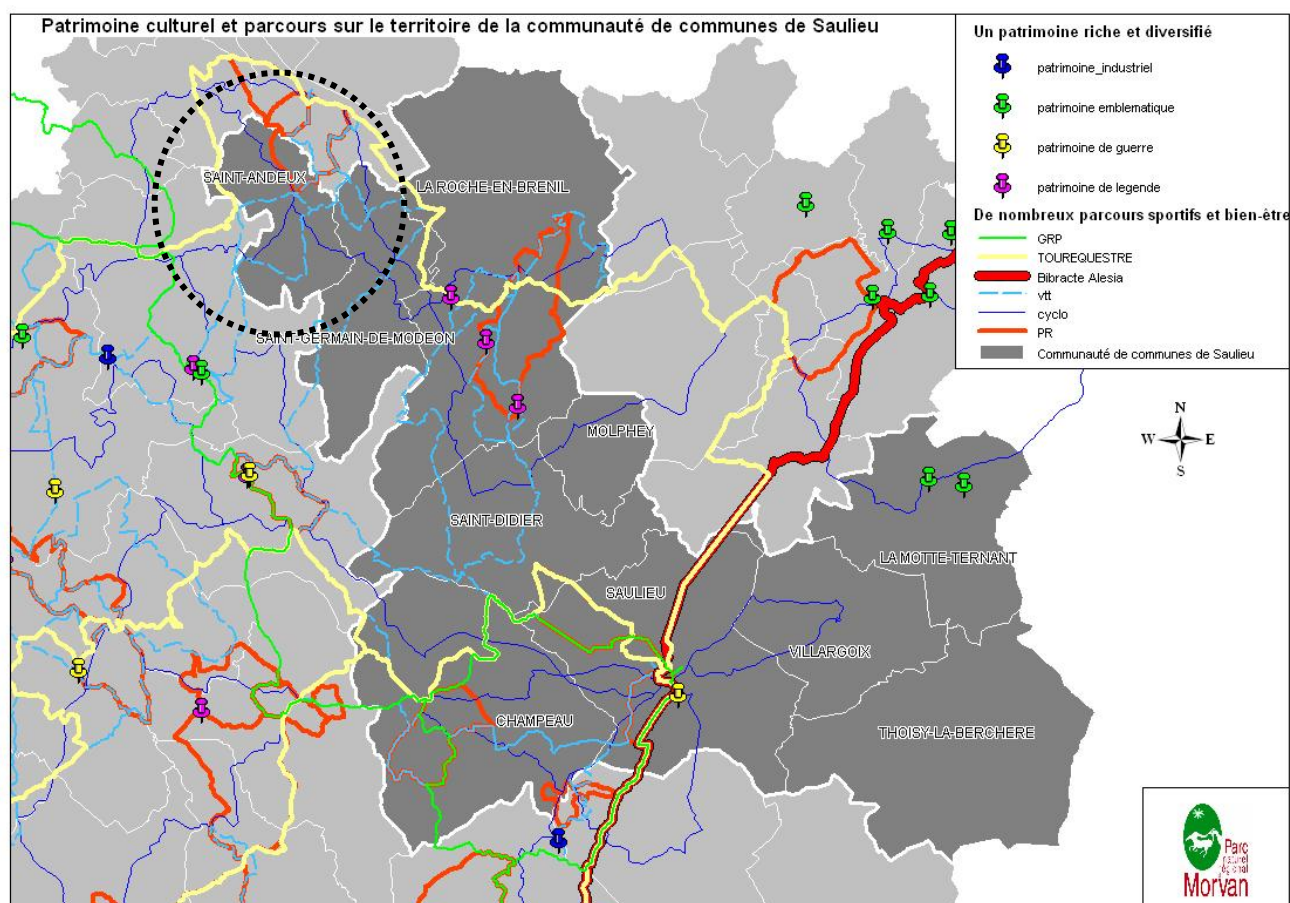 Patrimoine culturel et parcours sur le territoire de la communauté de communes de Saulieu
Un patrimoine riche et diversifié
patrimoine_industriel
patrimoine emblematique
patrimoine de guerre
patrimoine de legende
De nombreux parcours sportifs et bien-être
GRP
TOUREQUESTRE
Bibracte Alesia
vtt
cyclo
PR
Communauté de communes de Saulieu
SAINT-ANDEUX
LA ROCHE-EN-BRENIL
SAINT-GERMAIN-DE-MODEON
MOLPHEY
SAINT-DIDIER
LA MOTTE-TERNANT
SAULIEU
VILLARGOIX
CHAMPEAU
THOISY-LA-BERCHERE
N
W
E
S
Parc
naturel
régional
Morvan